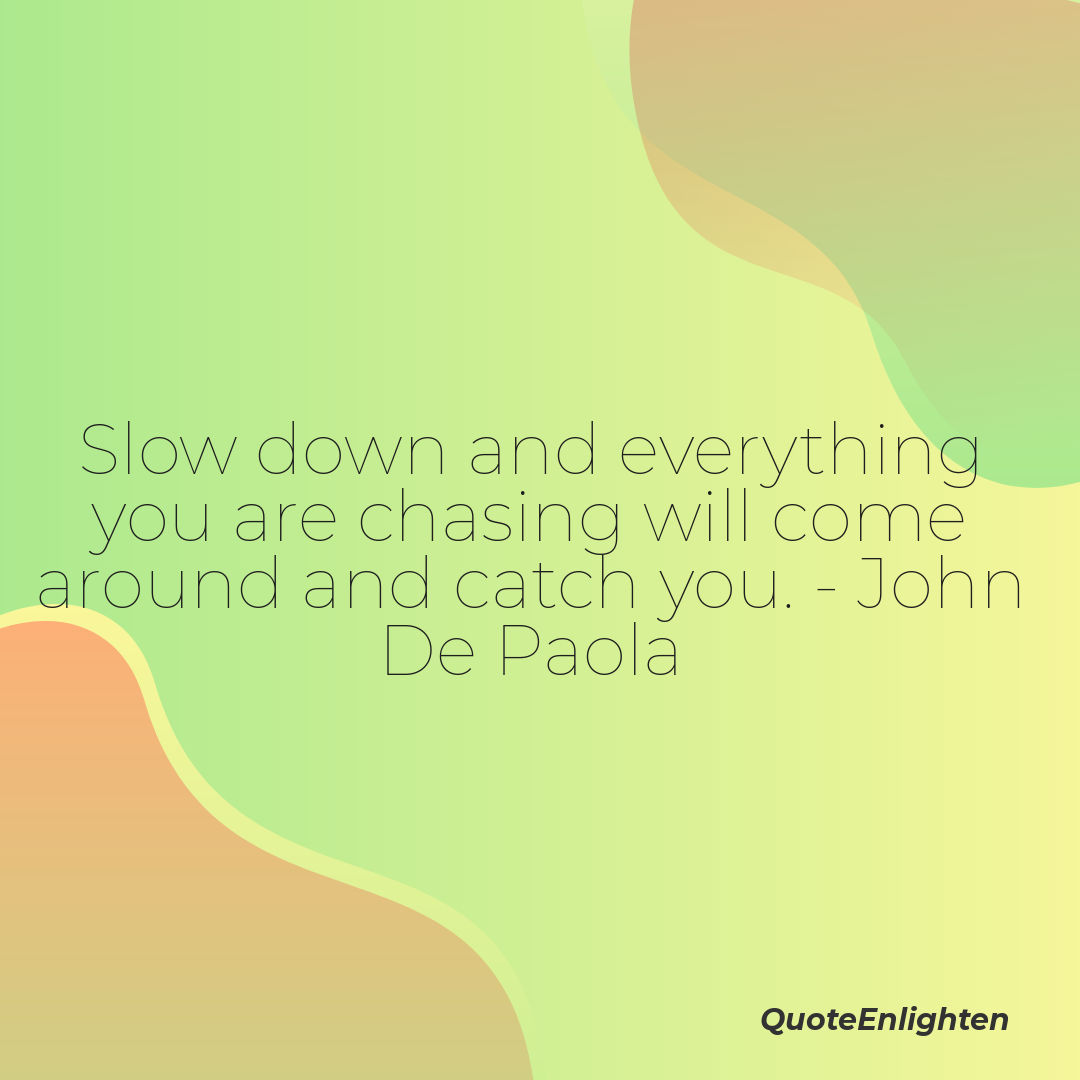 Slow down and everything
you are chasing will come
around and catch you. - John
De Paola
QuoteEnlighten